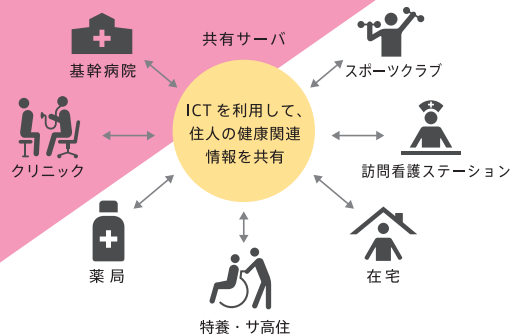 共有サーバ
基幹病院
スポーツクラブ
ICTを利用して、
住人の健康関連
情報を共有
クリニック
訪問看護ステーション
薬局
在宅
特養・サ高住